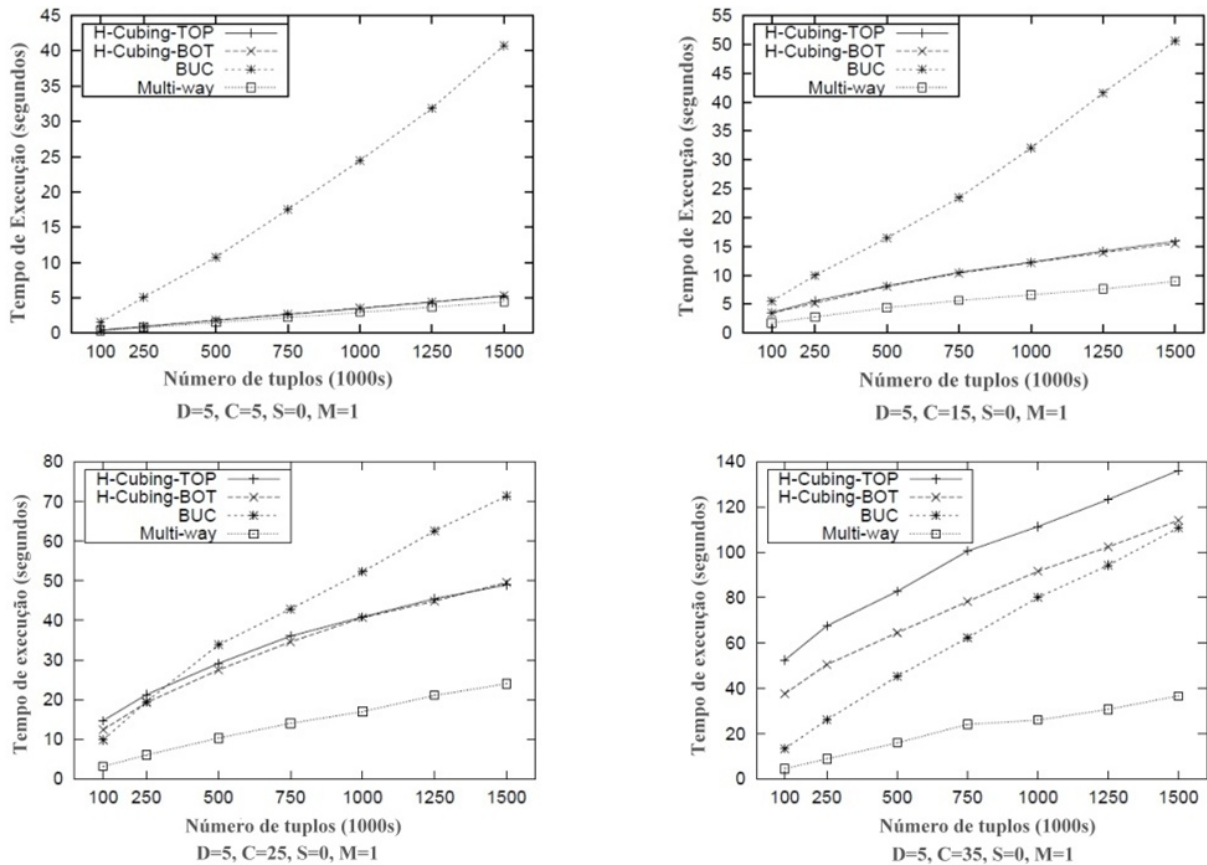 Tempo de Execução (segundos)
45
40
35
30
25
20
15
10
5
0
H-Cubing-TOP
H-Cubing-BOT
BUC
Multi-way
100 250 500 750 1000 1250 1500
Número de tuplos (1000s)
D=5, C=5, S=0, M=1
Tempo de Execução (segundos)
55
50
45
40
35
30
25
20
15
10
5
0
H-Cubing-TOP
H-Cubing-BOT
BUC
Multi-way
100 250 500 750 1000 1250 1500
Número de tuplos (1000s)
D=5, C=15, S=0, M=1
Tempo de execução (segundos)
80
70
60
50
40
30
20
10
0
H-Cubing-TOP
H-Cubing-BOT
BUC
Multi-way
100 250 500 750 1000 1250 1500
Número de tuplos (1000s)
D=5, C=25, S=0, M=1
Tempo de execução (segundos)
140
120
100
80
60
40
20
0
H-Cubing-TOP
H-Cubing-BOT
BUC
Multi-way
100 250 500 750 1000 1250 1500
Número de tuplos (1000s)
D=5, C=35, S=0, M=1